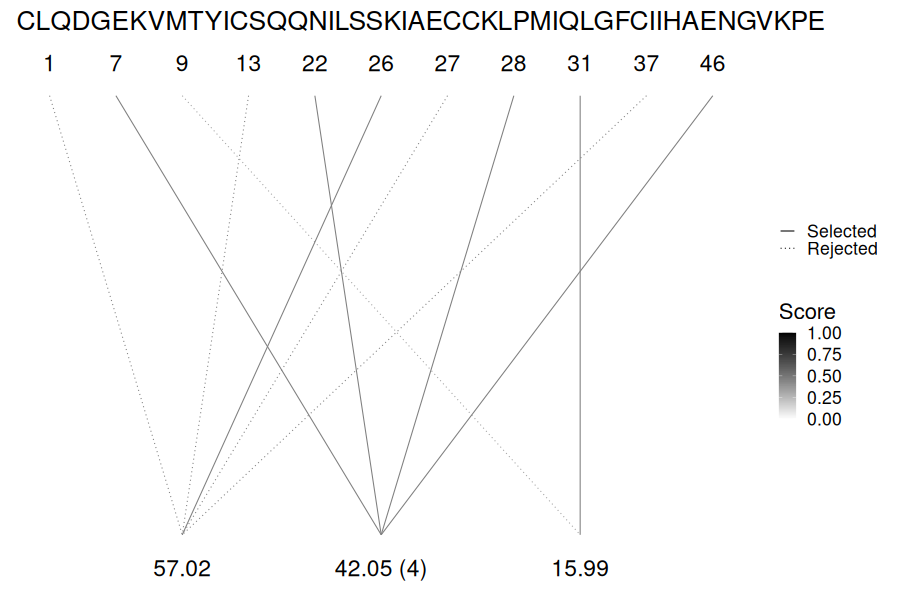 CLQDGEKVMTYICSQQNILSSKIAECCKLPMIQLGFCIIHAENGVKPE
1 7 9 13 22 26 27 28 31 37 46
Selected
Rejected
Score
1.00
0.75
0.50
0.25
0.00
57.02 42.05 (4) 15.99